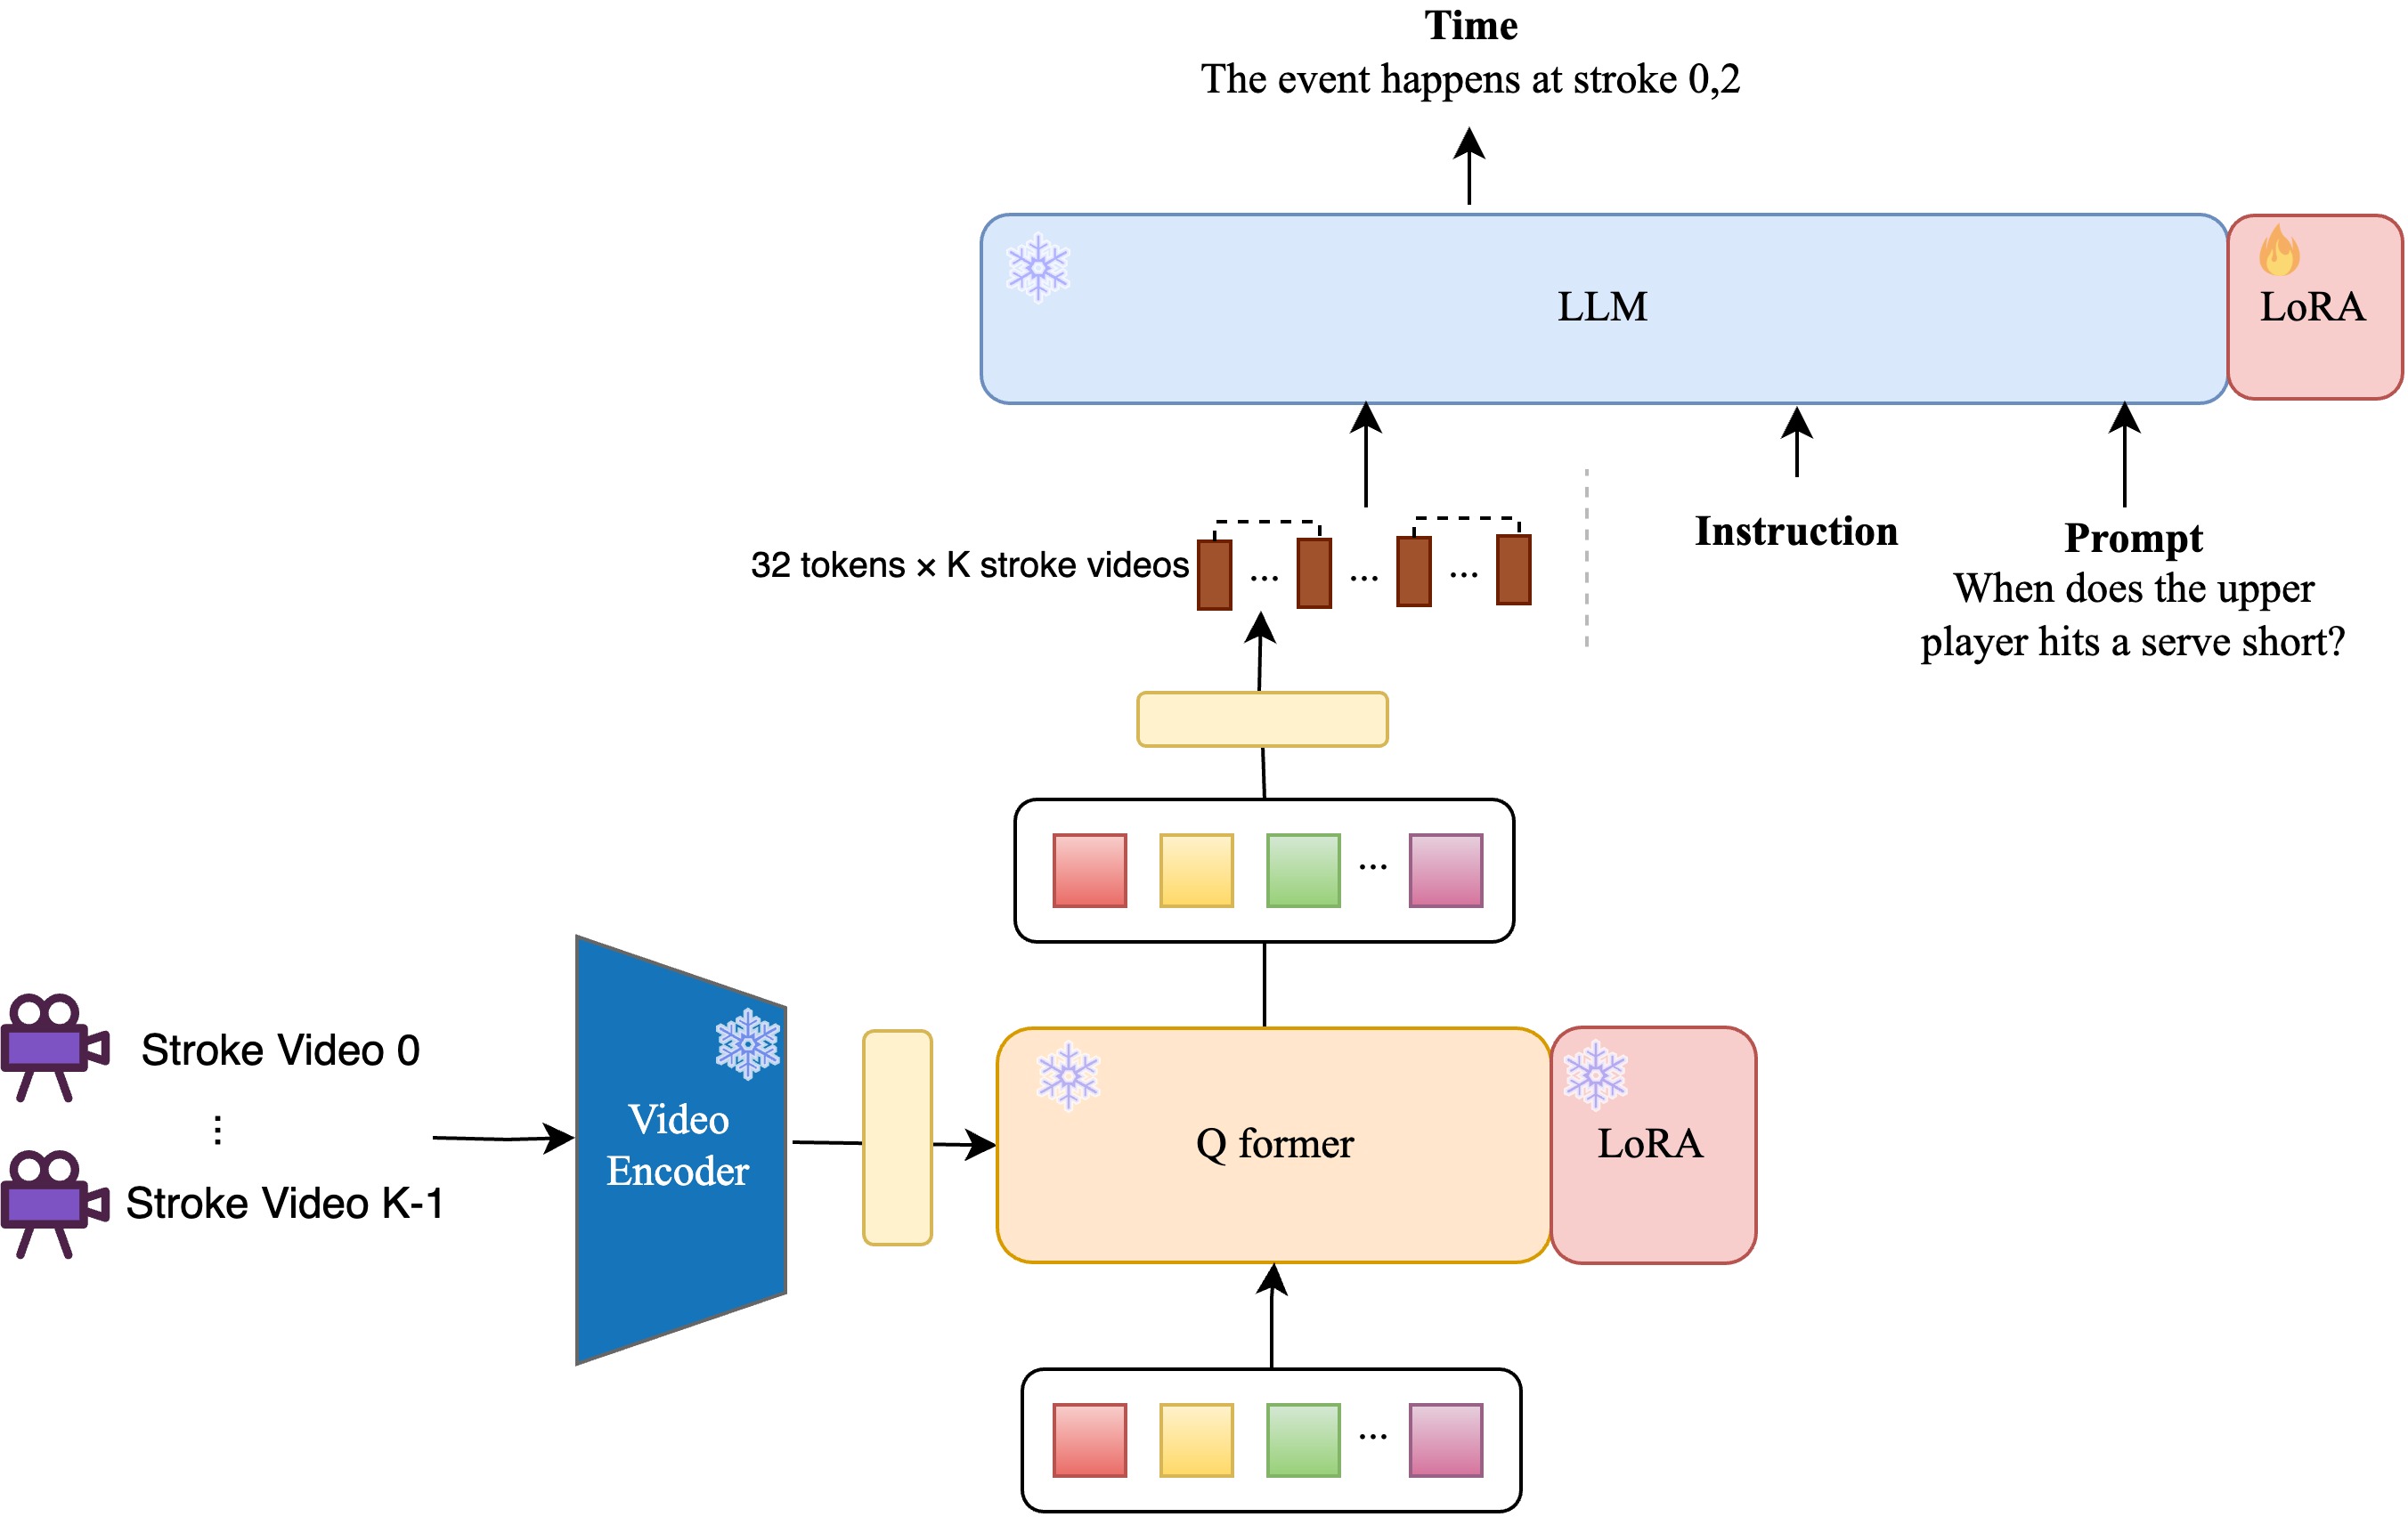 Time
The event happens at stroke 0,2
LLM
LoRA
32 tokens × K stroke videos
...
...
...
Instruction
Prompt
When does the upper
player hits a serve short?
...
Stroke Video 0
...
Stroke Video K-1
Video
Encoder
Q former
LoRA
...